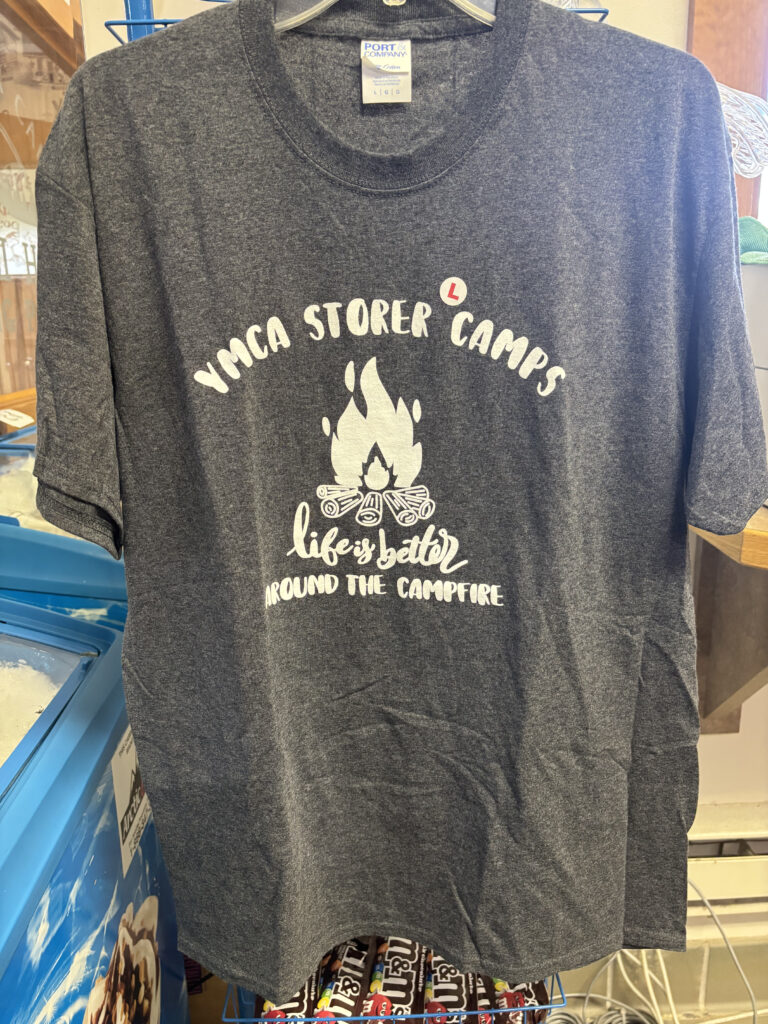 PORT &
COMPANY
L | G | G
L
YMCA STORER CAMPS
life is better
AROUND THE CAMPFIRE
m&m